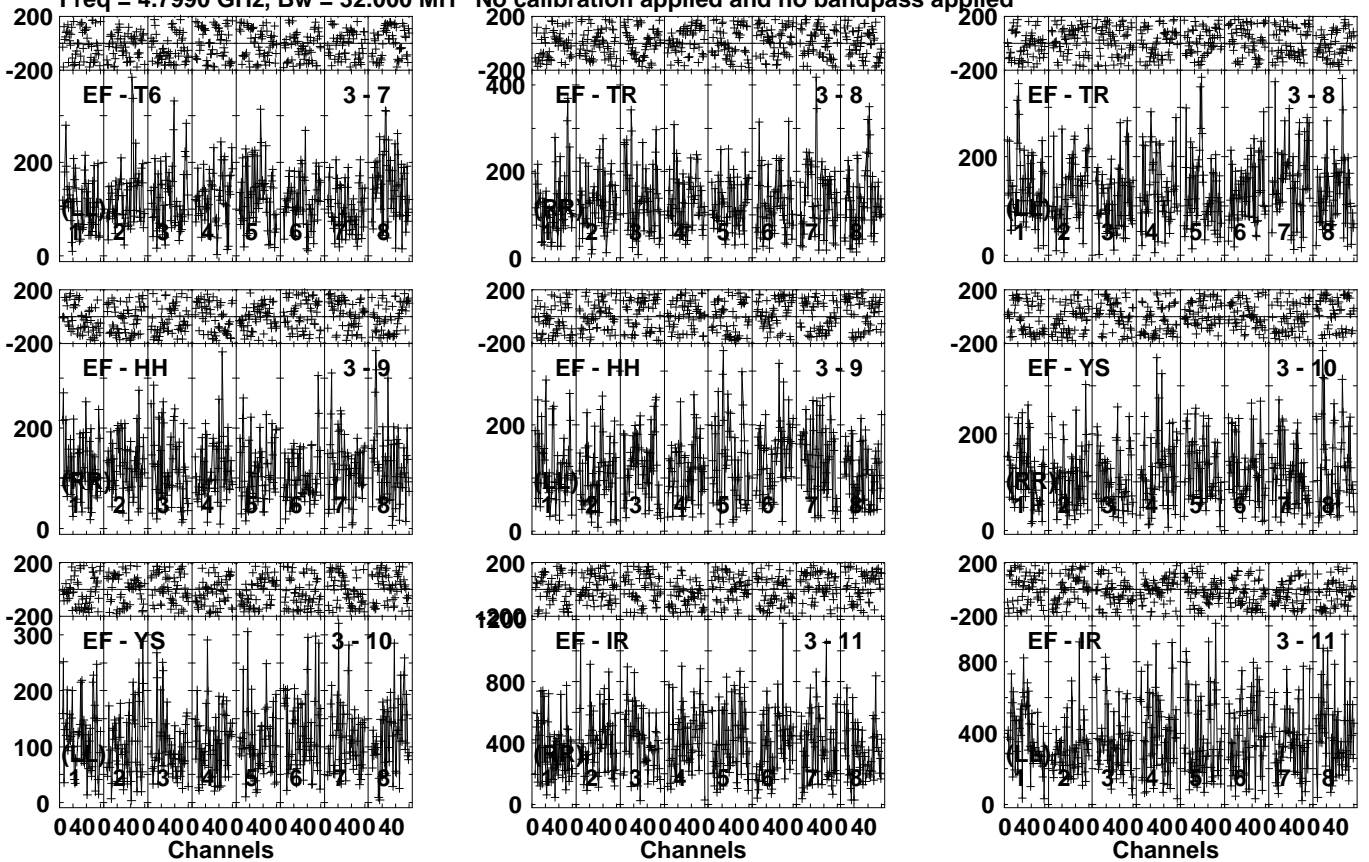 Freq = 4.7990 GHz, Bw = 32.000 MH No calibration applied and no bandpass applied
200 200 200
-200 -200 -200
EF - T6 3 - 7 400 EF - TR 3 - 8 EF - TR 3 - 8
200 200 200
(LL) (RR) (LL)
1 2 3 4 5 6 7 8 1 2 3 4 5 6 7 8 1 2 3 4 5 6 7 8
0 0 0
200 200 200
-200 -200 -200
EF - HH 3 - 9 EF - HH 3 - 9 EF - YS 3 - 10
200 200 200
(RR) (LL) (RR)
1 2 3 4 5 6 7 8 1 2 3 4 5 6 7 8 1 2 3 4 5 6 7 8
0 0 0
200 200 200
-200 -200 1200 -200
300 EF - YS 3 - 10 EF - IR 3 - 11 EF - IR 3 - 11
200 800 800
100 400 400
(LL) (RR) (LL)
1 2 3 4 5 6 7 8 1 2 3 4 5 6 7 8 1 2 3 4 5 6 7 8
0 0 0
0 40 0 40 0 40 0 40 0 40 0 40 0 40 0 40 0 40 0 40 0 40 0 40 0 40 0 40 0 40 0 40 0 40 0 40 0 40 0 40 0 40 0 40 0 40 0 40
Channels Channels Channels